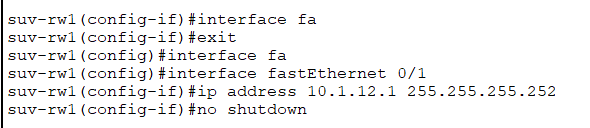 suv-rw1(config-if)#interface fa
suv-rw1(config-if)#exit
suv-rw1(config)#interface fa
suv-rw1(config)#interface fastEthernet 0/1
suv-rw1(config-if)#ip address 10.1.12.1 255.255.255.252
suv-rw1(config-if)#no shutdown